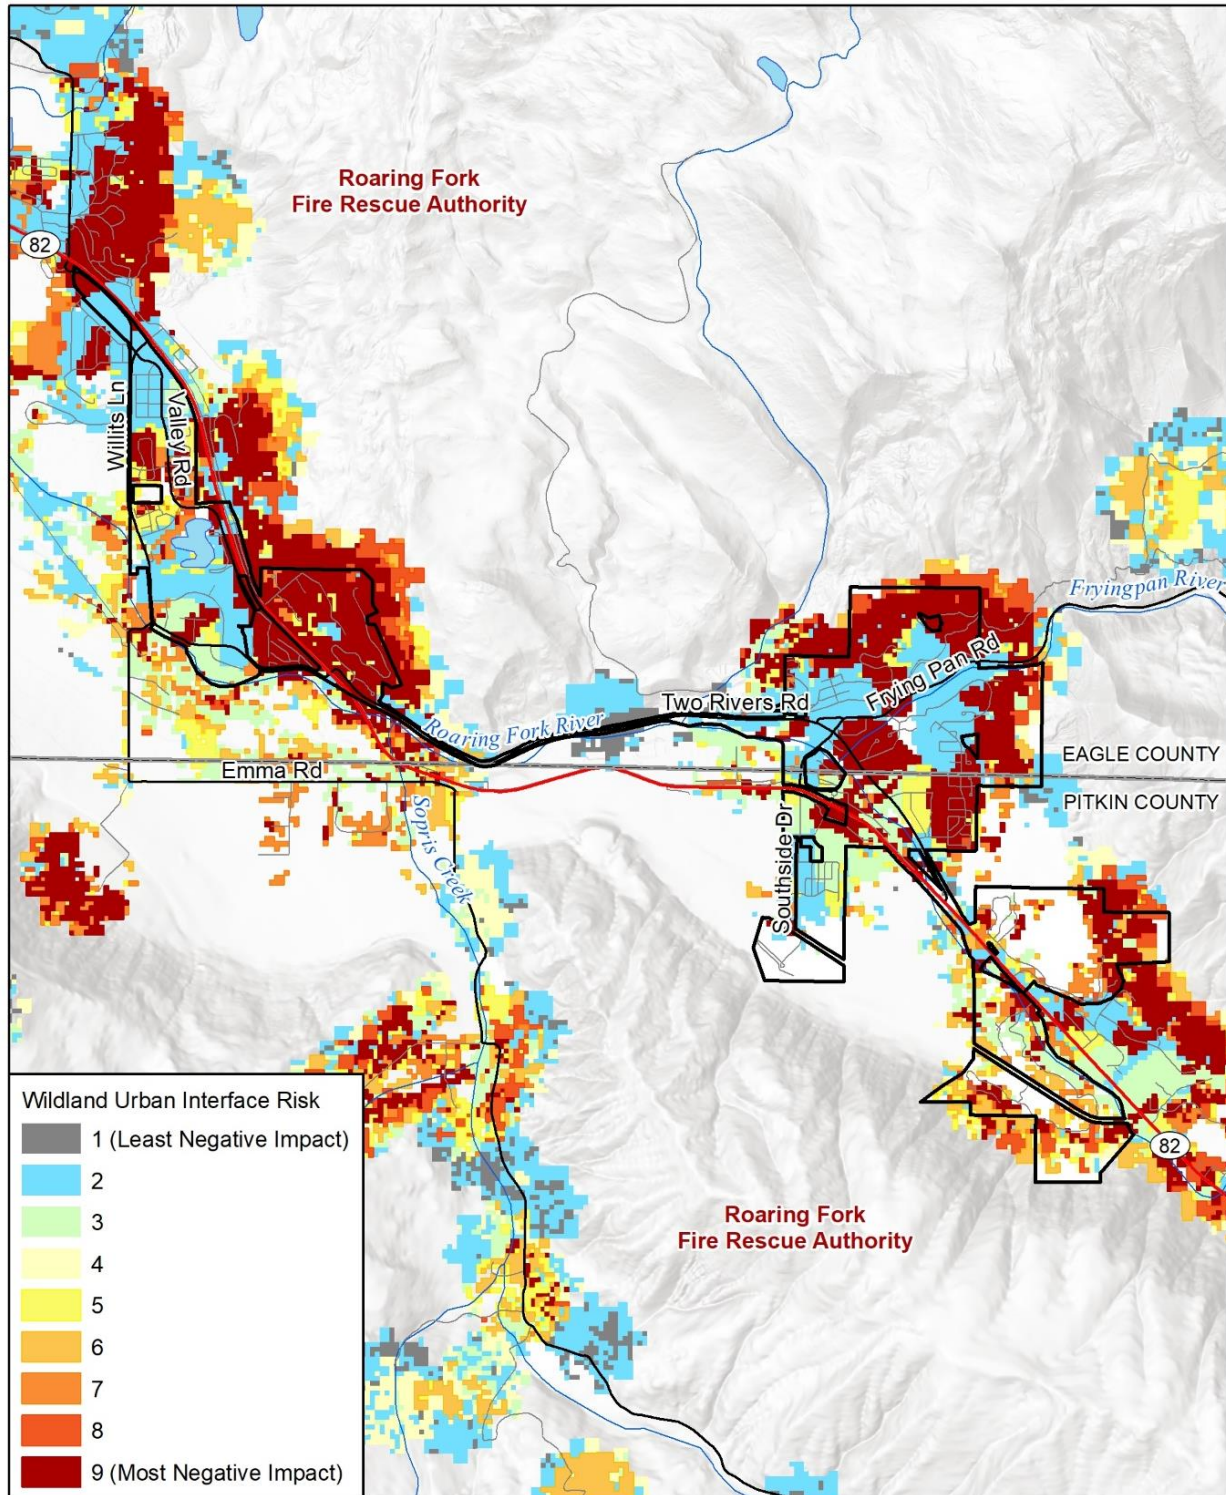 Roaring Fork
Fire Rescue Authority
82
Willits Ln
Valley Rd
Fryingpan River
Frying Pan Rd
Two Rivers Rd
Roaring Fork River
EAGLE COUNTY
Emma Rd
PITKIN COUNTY
Sopris Creek
Southside Dr
Wildland Urban Interface Risk
1 (Least Negative Impact)
2
3
4
5
6
7
8
9 (Most Negative Impact)
82
Roaring Fork
Fire Rescue Authority